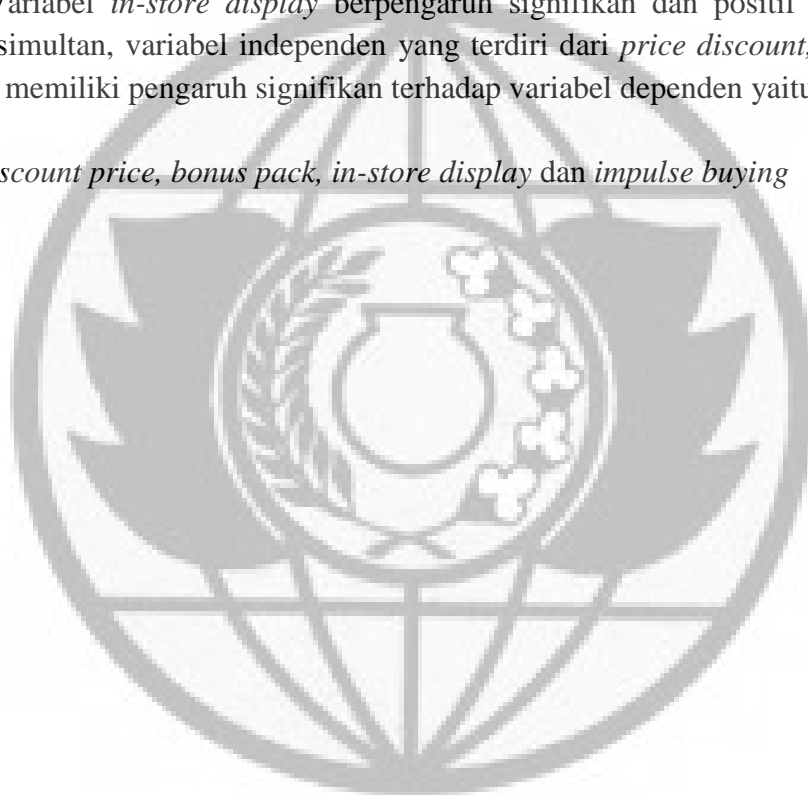 Variabel in-store display berpengaruh signifikan dan positif
simultan, variabel independen yang terdiri dari price discount,
memiliki pengaruh signifikan terhadap variabel dependen yaitu
scount price, bonus pack, in-store display dan impulse buying